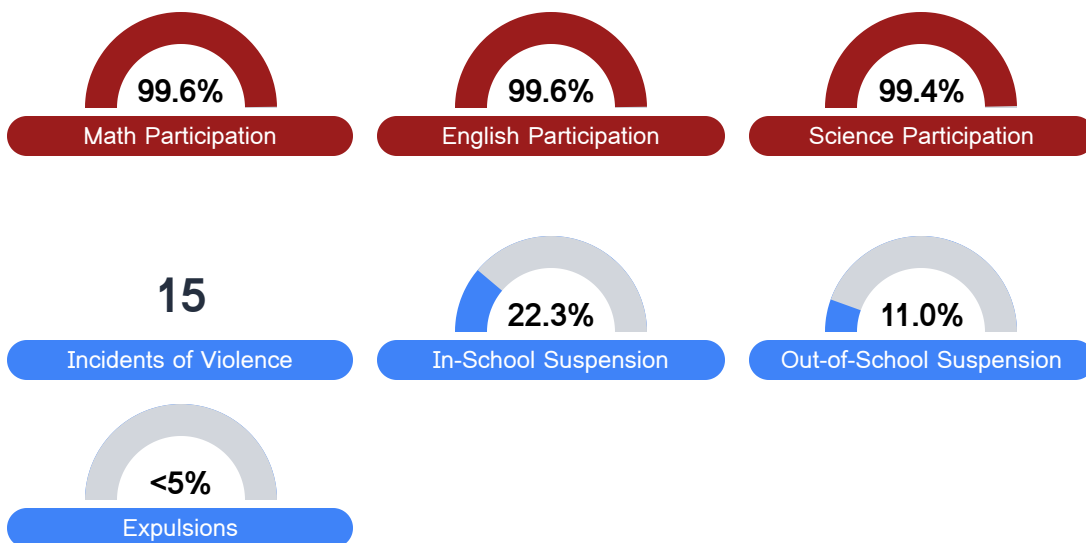 99.6%
Math Participation
99.6%
English Participation
99.4%
Science Participation
15
Incidents of Violence
22.3%
In-School Suspension
11.0%
Out-of-School Suspension
<5%
Expulsions